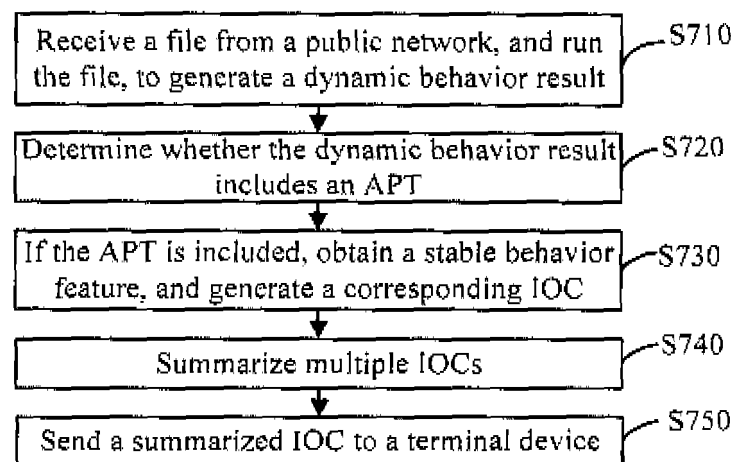 Receive a file from a public network, and run
the file, to generate a dynamic behavior result
S710
Determine whether the dynamic behavior result
includes an APT
S720
If the APT is included, obtain a stable behavior
feature, and generate a corresponding IOC
S730
Summarize multiple IOCs
S740
Send a summarized IOC to a terminal device
S750